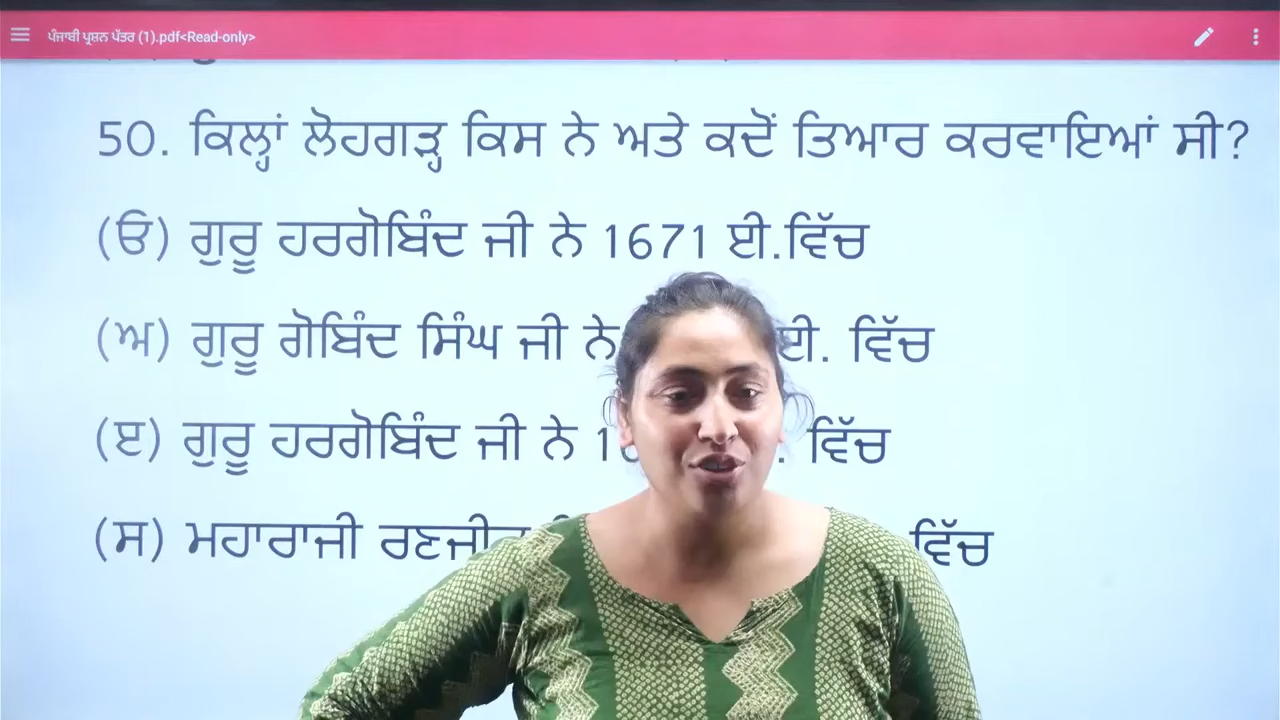 ਪੰਜਾਬੀ ਪ੍ਰਸ਼ਨ ਪੱਤਰ (1).pdf<Read-only>
50. ਕਿਲ੍ਹਾਂ ਲੋਹਗੜ੍ਹ ਕਿਸ ਨੇ ਅਤੇ ਕਦੋਂ ਤਿਆਰ ਕਰਵਾਇਆਂ ਸੀ?
(ੳ) ਗੁਰੂ ਹਰਗੋਬਿੰਦ ਜੀ ਨੇ 1671 ਈ.ਵਿੱਚ
(ਅ) ਗੁਰੂ ਗੋਬਿੰਦ ਸਿੰਘ ਜੀ ਨੇ ਈ. ਵਿੱਚ
(ੲ) ਗੁਰੂ ਹਰਗੋਬਿੰਦ ਜੀ ਨੇ ਵਿੱਚ
(ਸ) ਮਹਾਰਾਜੀ ਵਿੱਚ